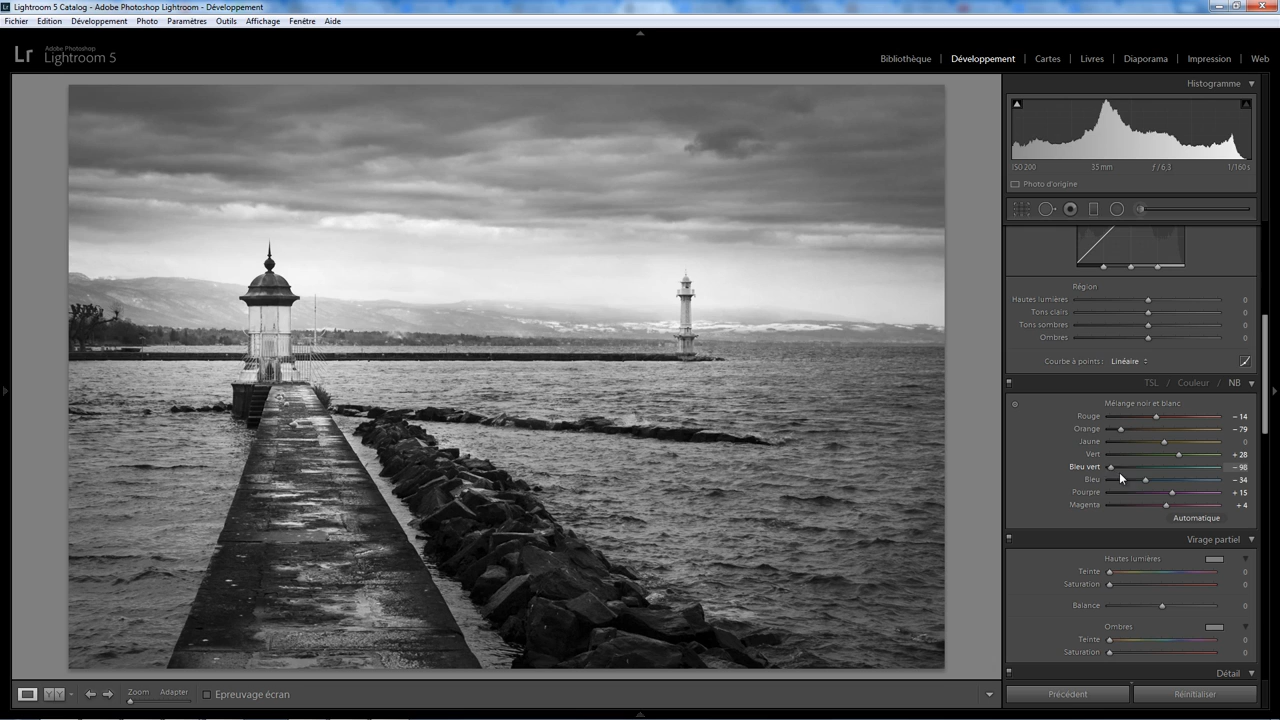 Lightroom 5 Catalog - Adobe Photoshop Lightroom - Développement
Fichier Edition Développement Photo Paramètres Outils Affichage Fenêtre Aide
Lr Adobe Photoshop
Lightroom 5
Bibliothèque | Développement | Cartes | Livres | Diaporama | Impression | Web
Histogramme
ISO 200 35 mm ƒ / 6,3 1/160 s
Photo d'origine
Région
Hautes lumières 0
Tons clairs 0
Tons sombres 0
Ombres 0
Courbe à points : Linéaire
TSL / Couleur / NB
Mélange noir et blanc
Rouge – 14
Orange – 79
Jaune 0
Vert + 28
Bleu vert – 98
Bleu – 34
Pourpre + 15
Magenta + 4
Automatique
Virage partiel
Hautes lumières
Teinte 0
Saturation 0
Balance 0
Ombres
Teinte 0
Saturation 0
Détail
Y Y Zoom Adapter Epreuvage écran
Précédent Réinitialiser